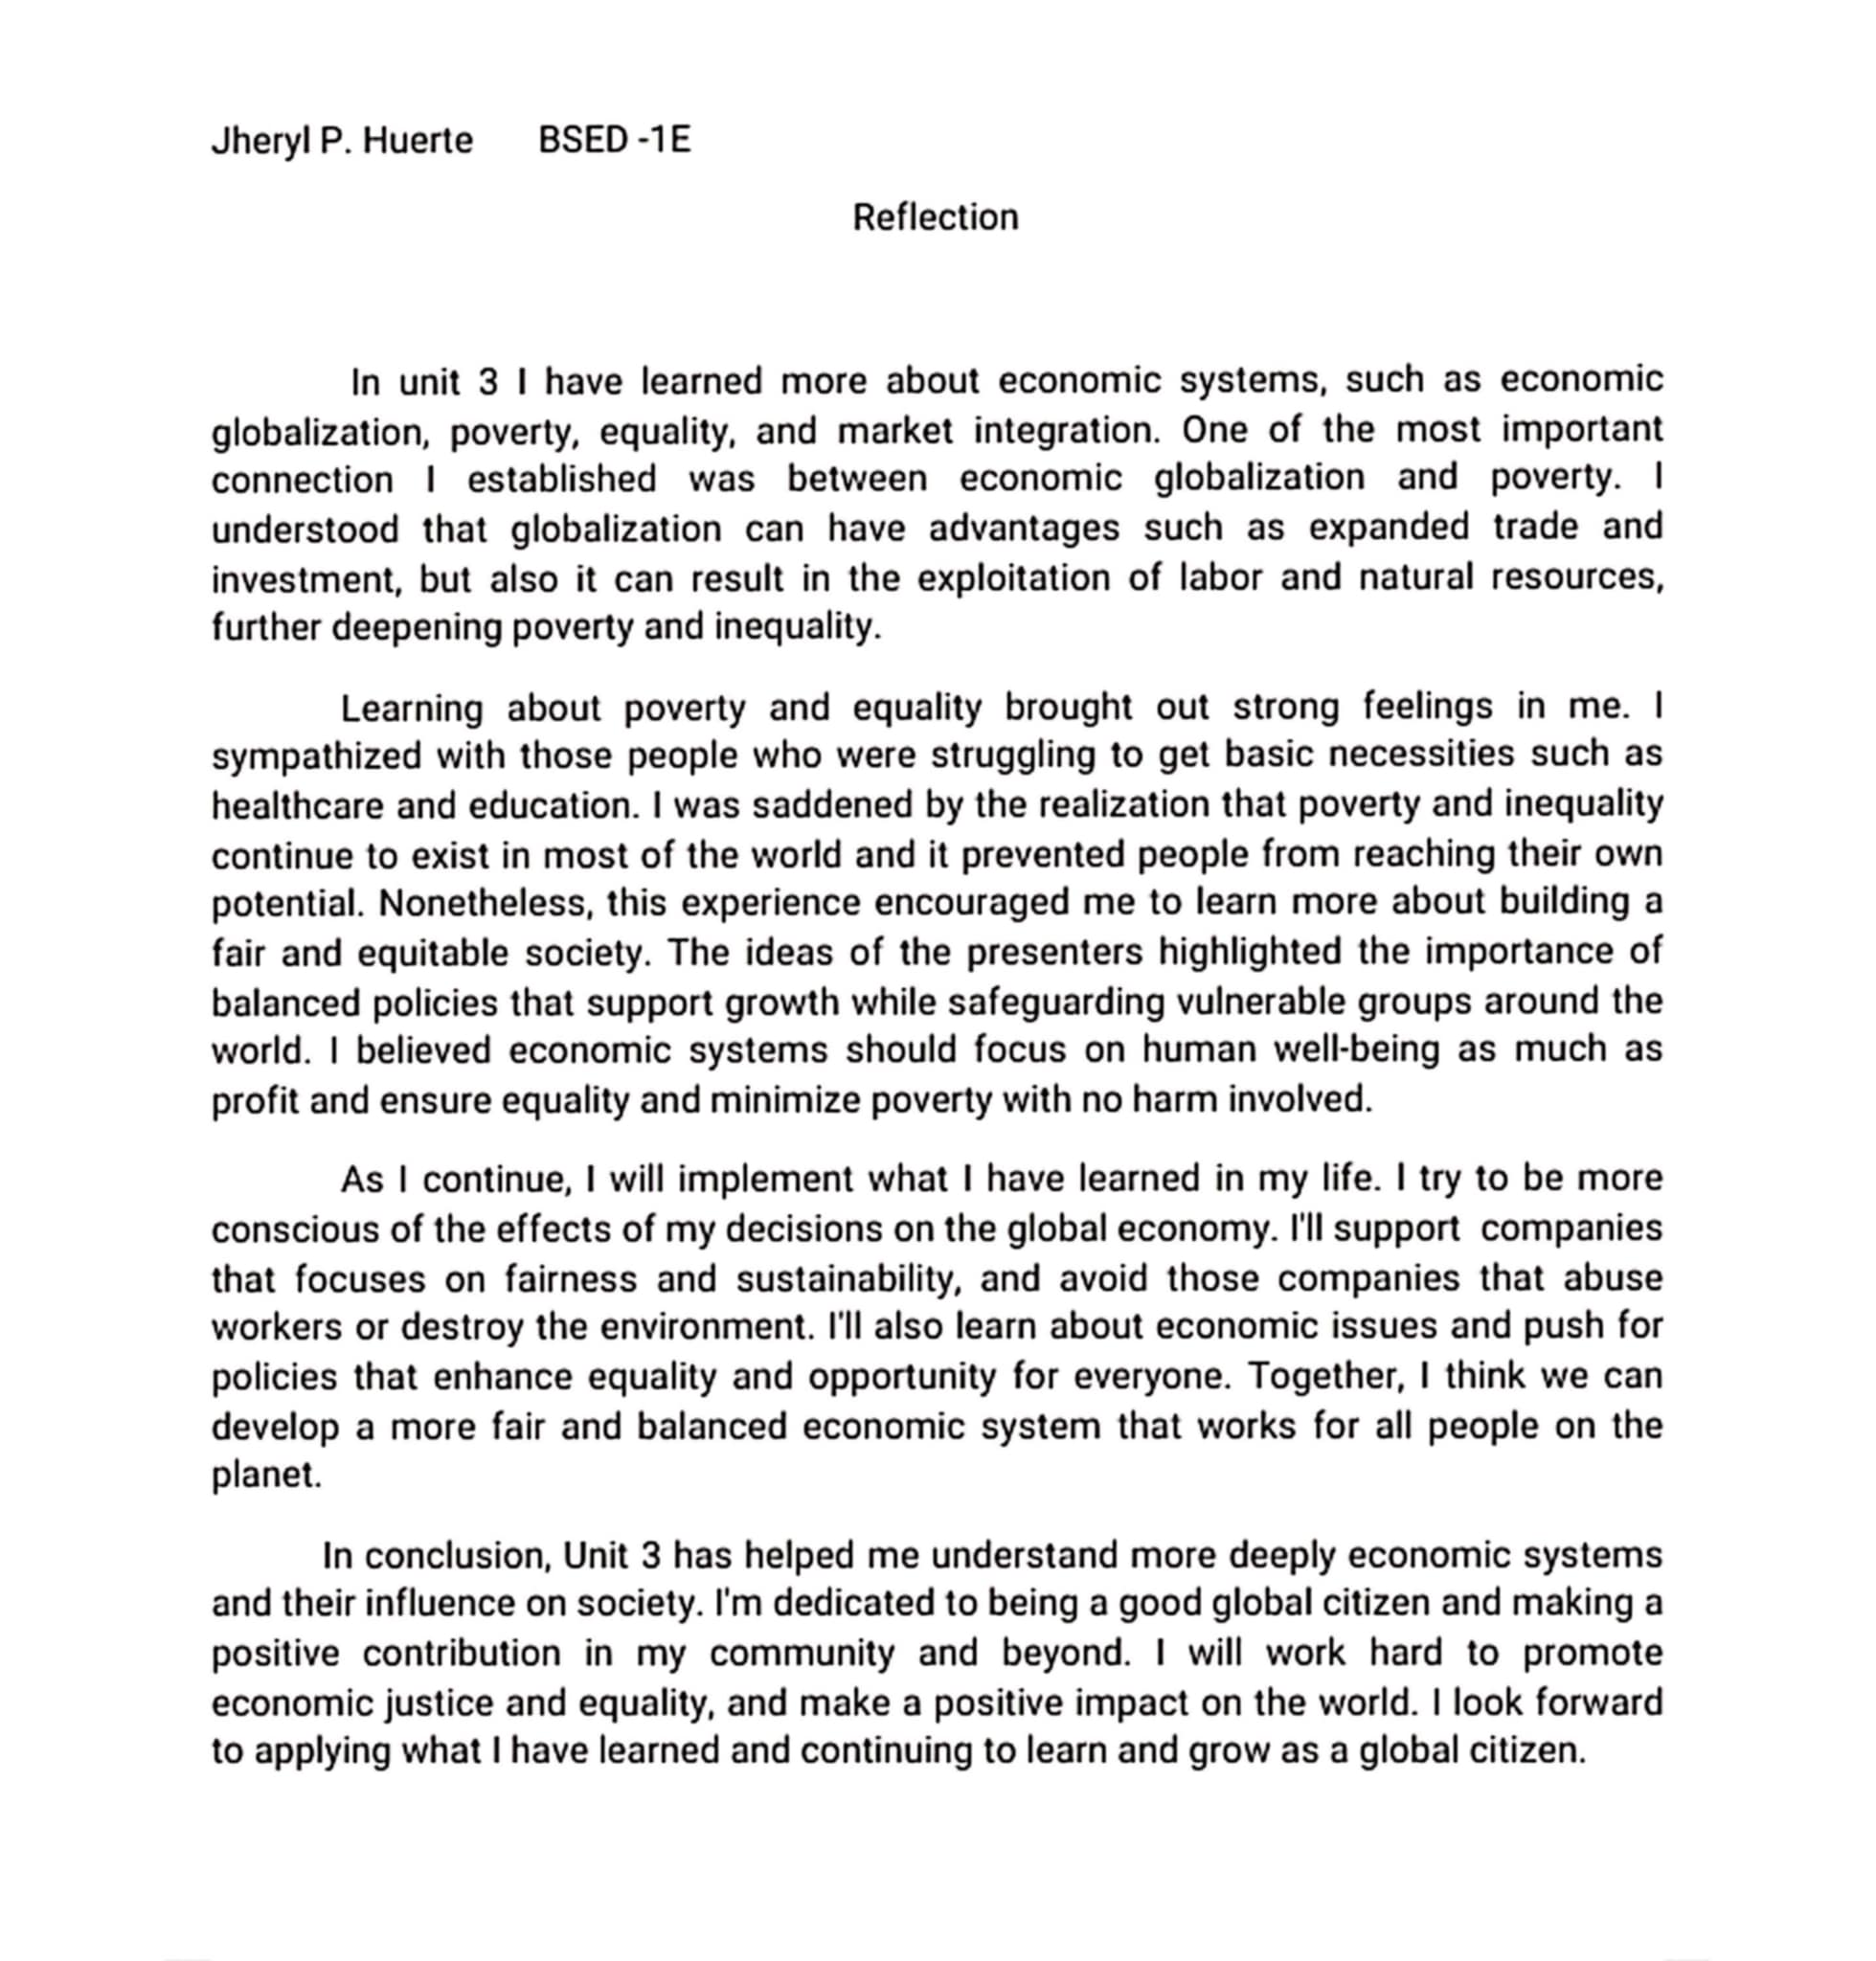 Jheryl P. Huerte BSED -1E
Reflection
In unit 3 I have learned more about economic systems, such as economic
globalization, poverty, equality, and market integration. One of the most important
connection I established was between economic globalization and poverty. I
understood that globalization can have advantages such as expanded trade and
investment, but also it can result in the exploitation of labor and natural resources,
further deepening poverty and inequality.
Learning about poverty and equality brought out strong feelings in me. I
sympathized with those people who were struggling to get basic necessities such as
healthcare and education. I was saddened by the realization that poverty and inequality
continue to exist in most of the world and it prevented people from reaching their own
potential. Nonetheless, this experience encouraged me to learn more about building a
fair and equitable society. The ideas of the presenters highlighted the importance of
balanced policies that support growth while safeguarding vulnerable groups around the
world. I believed economic systems should focus on human well-being as much as
profit and ensure equality and minimize poverty with no harm involved.
As I continue, I will implement what I have learned in my life. I try to be more
conscious of the effects of my decisions on the global economy. I'll support companies
that focuses on fairness and sustainability, and avoid those companies that abuse
workers or destroy the environment. I'll also learn about economic issues and push for
policies that enhance equality and opportunity for everyone. Together, I think we can
develop a more fair and balanced economic system that works for all people on the
planet.
In conclusion, Unit 3 has helped me understand more deeply economic systems
and their influence on society. I'm dedicated to being a good global citizen and making a
positive contribution in my community and beyond. I will work hard to promote
economic justice and equality, and make a positive impact on the world. I look forward
to applying what I have learned and continuing to learn and grow as a global citizen.